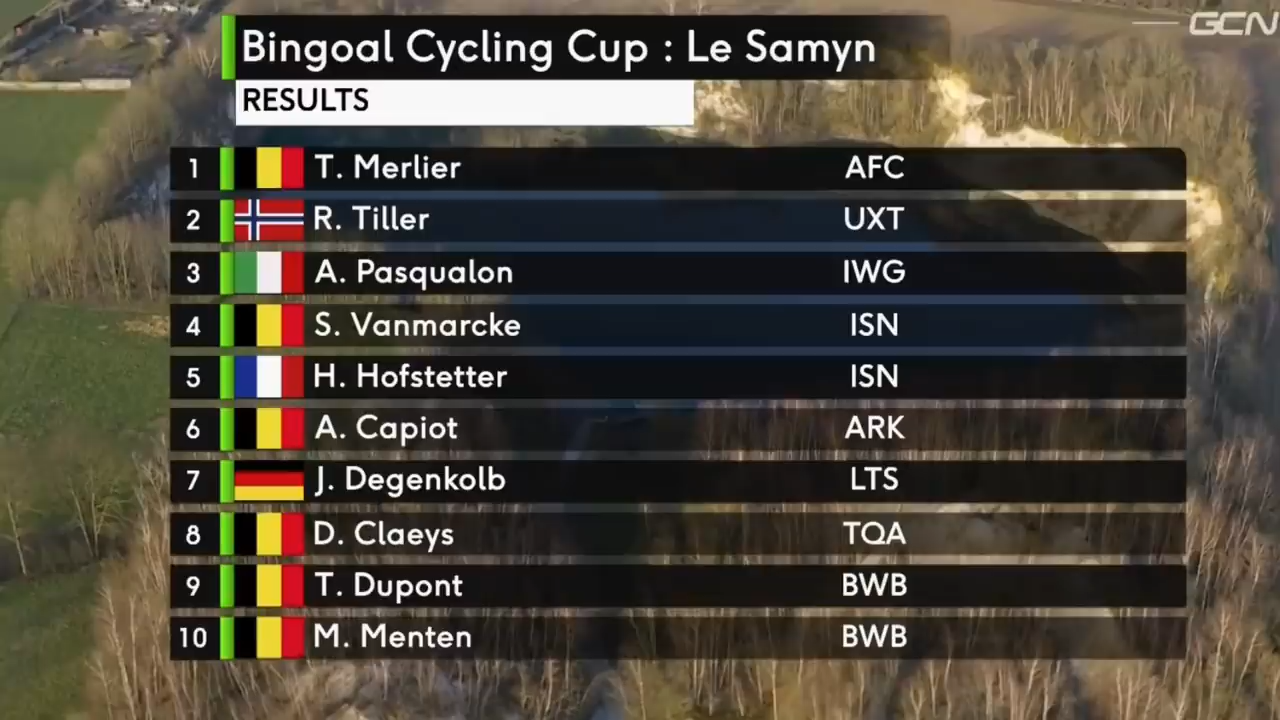 GCN
Bingoal Cycling Cup : Le Samyn
RESULTS
1 T. Merlier AFC
2 R. Tiller UXT
3 A. Pasqualon IWG
4 S. Vanmarcke ISN
5 H. Hofstetter ISN
6 A. Capiot ARK
7 J. Degenkolb LTS
8 D. Claeys TQA
9 T. Dupont BWB
10 M. Menten BWB